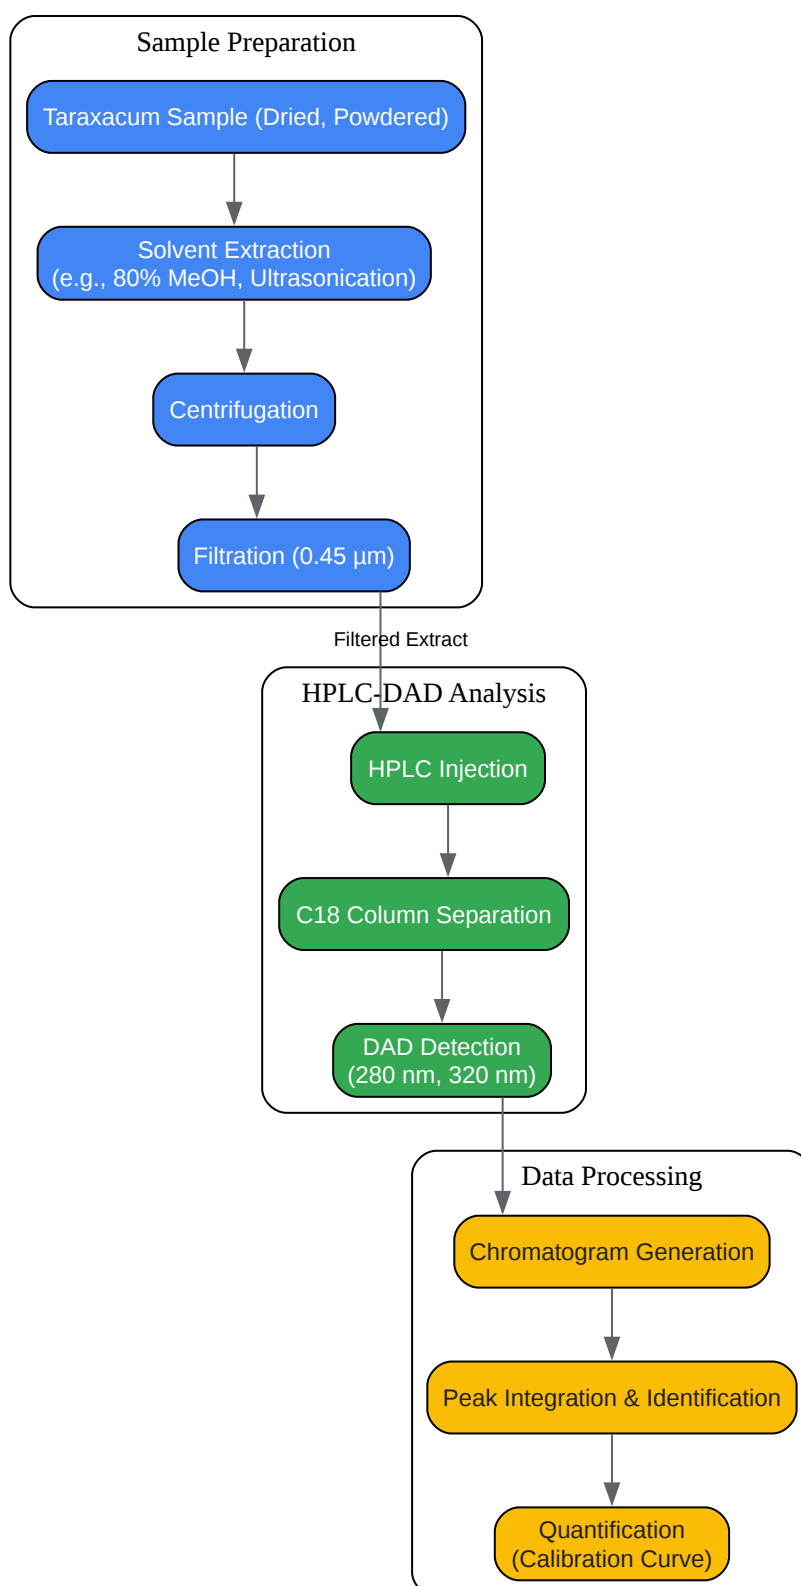 Sample Preparation
Taraxacum Sample (Dried, Powdered)
Solvent Extraction
(e.g., 80% MeOH, Ultrasonication)
Centrifugation
Filtration (0.45 µm)
Filtered Extract
HPLC-DAD Analysis
HPLC Injection
C18 Column Separation
DAD Detection
(280 nm, 320 nm)
Data Processing
Chromatogram Generation
Peak Integration & Identification
Quantification
(Calibration Curve)